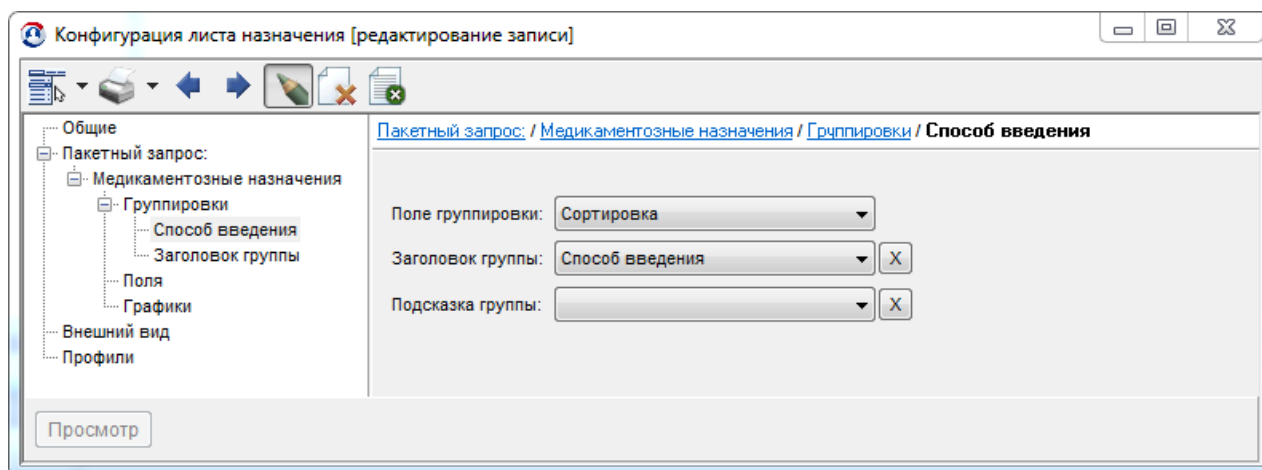 Конфигурация листа назначения [редактирование записи]
Общие
Пакетный запрос:
Медикаментозные назначения
Группировки
Способ введения
Заголовок группы
Поля
Графики
Внешний вид
Профили
Пакетный запрос: / Медикаментозные назначения / Группировки / Способ введения
Поле группировки: Сортировка
Заголовок группы: Способ введения X
Подсказка группы: X
Просмотр